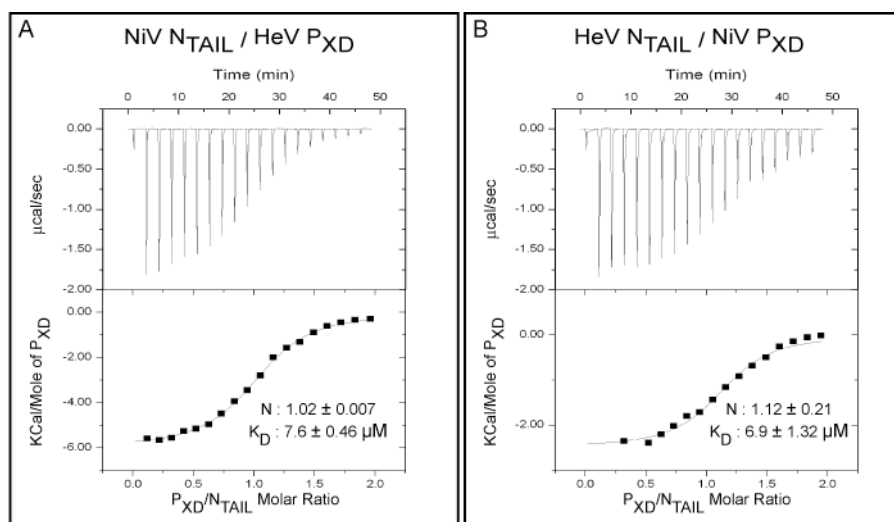 A
NiV NTAIL / HeV PXD
Time (min)
0 10 20 30 40 50
0.00
-0.50
-1.00
-1.50
-2.00
µcal/sec
0.00
-2.00
-4.00
-6.00
KCal/Mole of PXD
N : 1.02 ± 0.007
KD : 7.6 ± 0.46 µM
0.0 0.5 1.0 1.5 2.0
PXD/NTAIL Molar Ratio
B
HeV NTAIL / NiV PXD
Time (min)
0 10 20 30 40 50
0.00
-0.50
-1.00
-1.50
-2.00
µcal/sec
0.00
-2.00
KCal/Mole of PXD
N : 1.12 ± 0.21
KD : 6.9 ± 1.32 µM
0.0 0.5 1.0 1.5 2.0
PXD/NTAIL Molar Ratio